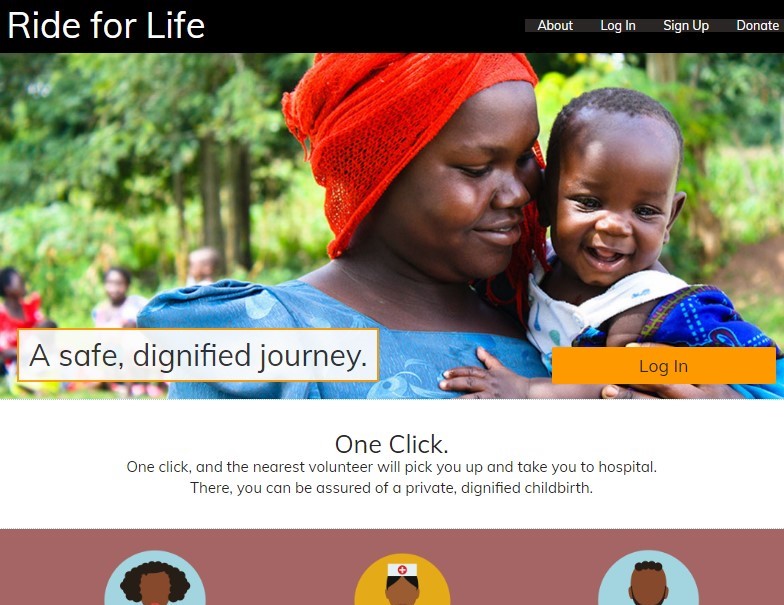 Ride for Life
About Log In Sign Up Donate
A safe, dignified journey.
Log In
One Click.
One click, and the nearest volunteer will pick you up and take you to hospital.
There, you can be assured of a private, dignified childbirth.